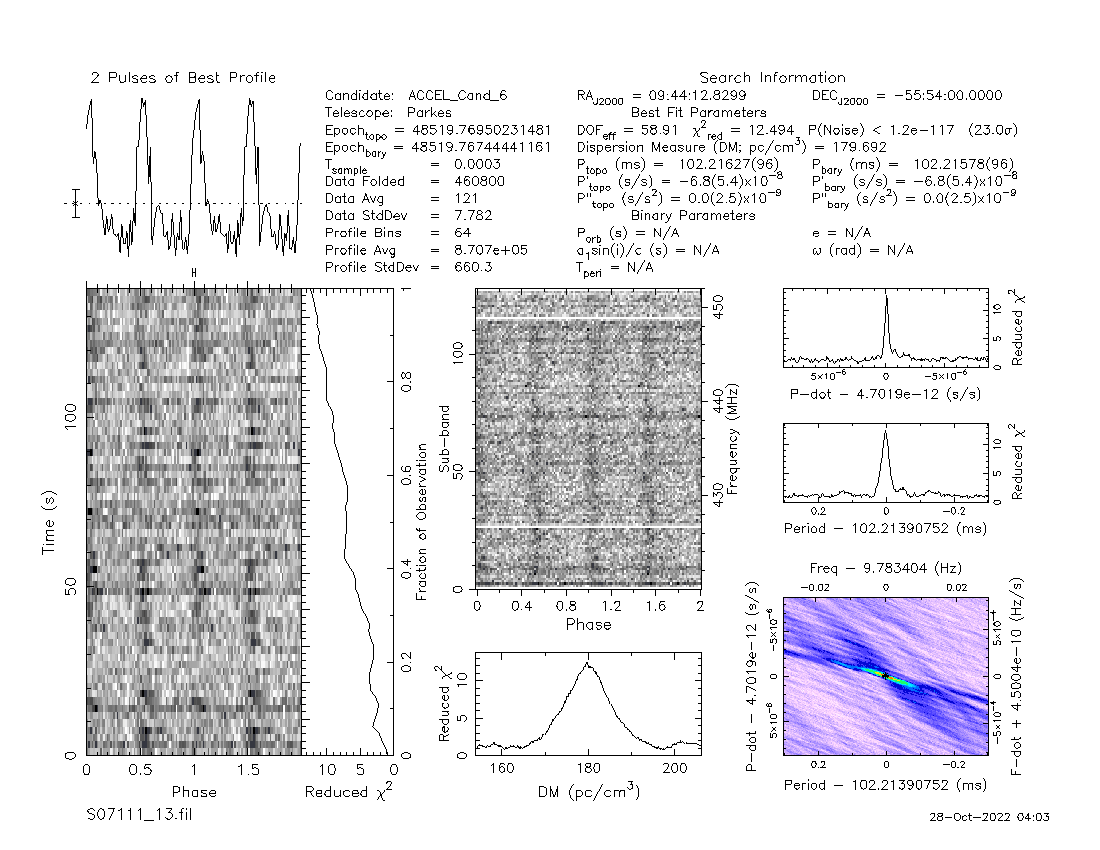 2 Pulses of Best Profile
Search Information
Candidate: ACCEL_Cand_6
RA_J2000 = 09:44:12.8299
DEC_J2000 = −55:54:00.0000
Telescope: Parkes
Best Fit Parameters
Epoch_topo = 48519.76950231481
DOF_eff = 58.91 χ²_red = 12.494 P(Noise) < 1.2e−117 (23.0σ)
Epoch_bary = 48519.76744441161
Dispersion Measure (DM; pc/cm³) = 179.692
T_sample = 0.0003
P_topo (ms) = 102.21627(96)
P_bary (ms) = 102.21578(96)
Data Folded = 460800
P'_topo (s/s) = −6.8(5.4)x10⁻⁸
P'_bary (s/s) = −6.8(5.4)x10⁻⁸
Data Avg = 121
P''_topo (s/s²) = 0.0(2.5)x10⁻⁹
P''_bary (s/s²) = 0.0(2.5)x10⁻⁹
Data StdDev = 7.782
Binary Parameters
Profile Bins = 64
P_orb (s) = N/A
e = N/A
Profile Avg = 8.707e+05
a₁sin(i)/c (s) = N/A
ω (rad) = N/A
Profile StdDev = 660.3
T_peri = N/A
0 50 100
Time (s)
0 0.5 1 1.5
Phase
10 5 0
Reduced χ²
0 0.2 0.4 0.6 0.8 1
Fraction of Observation
0 50 100
Sub−band
430 440 450
Frequency (MHz)
0 0.4 0.8 1.2 1.6 2
Phase
0 5 10
Reduced χ²
160 180 200
DM (pc/cm³)
0 5 10
Reduced χ²
5×10⁻⁶ 0 −5×10⁻⁶
P−dot − 4.7019e−12 (s/s)
0 5 10
Reduced χ²
0.2 0 −0.2
Period − 102.21390752 (ms)
Freq − 9.783404 (Hz)
−0.02 0 0.02
−5×10⁻⁶ 0 5×10⁻⁶
P−dot − 4.7019e−12 (s/s)
5×10⁻⁴ 0 −5×10⁻⁴
F−dot + 4.5004e−10 (Hz/s)
0.2 0 −0.2
Period − 102.21390752 (ms)
S07111_13.fil
28−Oct−2022 04:03